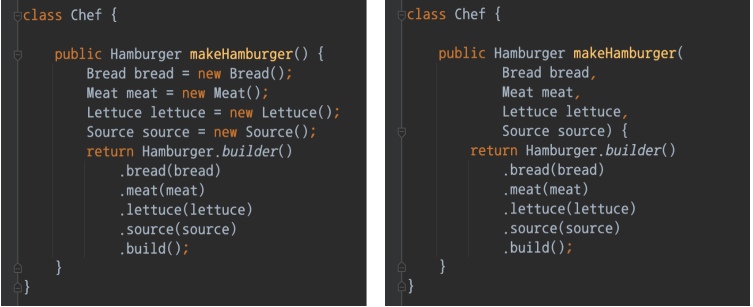 class Chef {
public Hamburger makeHamburger() {
Bread bread = new Bread();
Meat meat = new Meat();
Lettuce lettuce = new Lettuce();
Source source = new Source();
return Hamburger.builder()
.bread(bread)
.meat(meat)
.lettuce(lettuce)
.source(source)
.build();
}
}
class Chef {
public Hamburger makeHamburger(
Bread bread,
Meat meat,
Lettuce lettuce,
Source source) {
return Hamburger.builder()
.bread(bread)
.meat(meat)
.lettuce(lettuce)
.source(source)
.build();
}
}